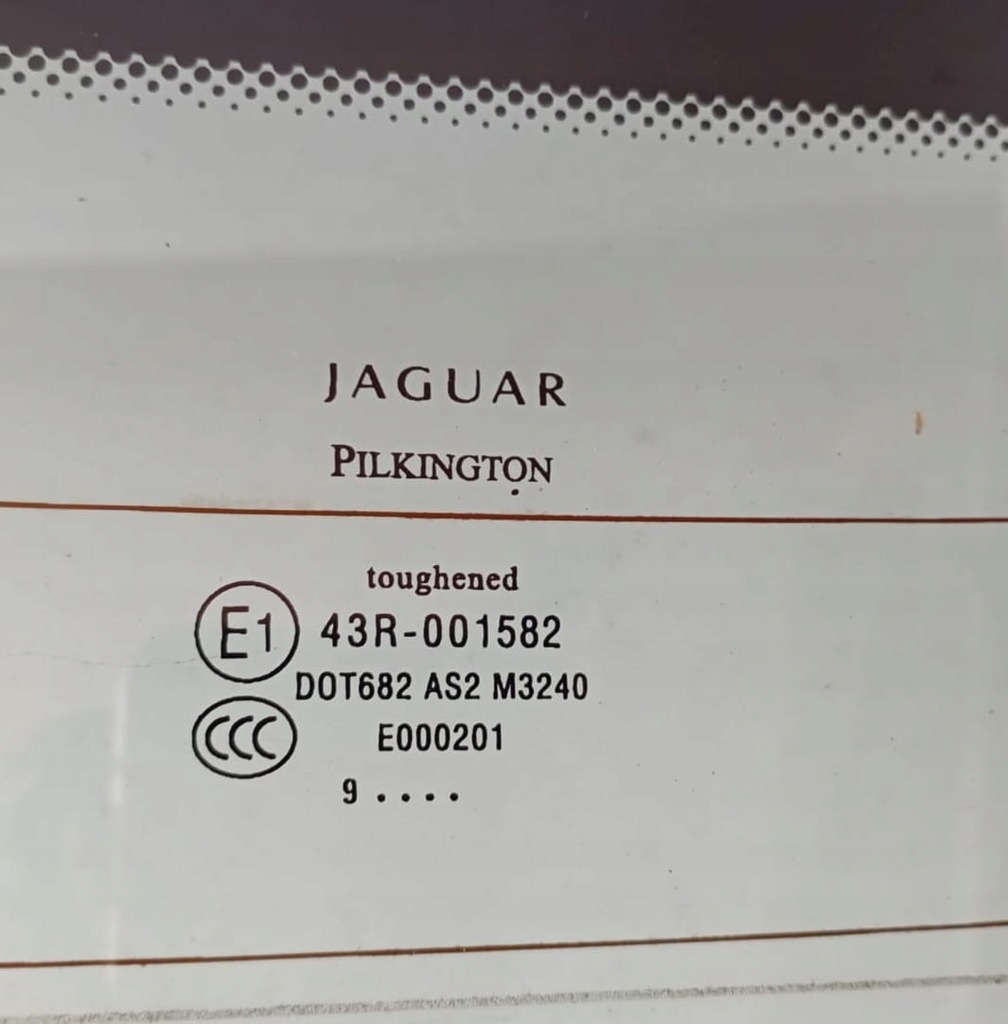 JAGUAR
PILKINGTON
toughened
E1 43R-001582
DOT682 AS2 M3240
CCC E000201
9 ....